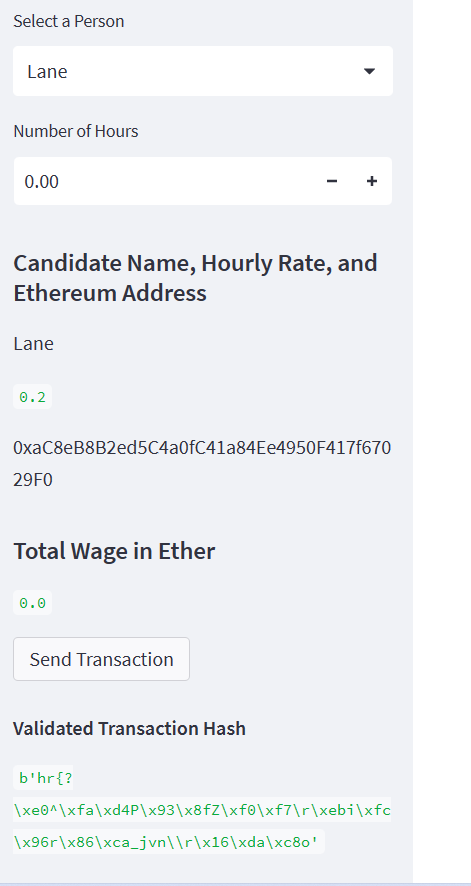 Select a Person
Lane
Number of Hours
0.00
Candidate Name, Hourly Rate, and
Ethereum Address
Lane
0.2
0xaC8eB8B2ed5C4a0fC41a84Ee4950F417f670
29F0
Total Wage in Ether
0.0
Send Transaction
Validated Transaction Hash
b'hr{?
\xe0^\xfa\xd4P\x93\x8fZ\xf0\xf7\r\xebi\xfc
\x96r\x86\xca_jvn\\r\x16\xda\xc8o'